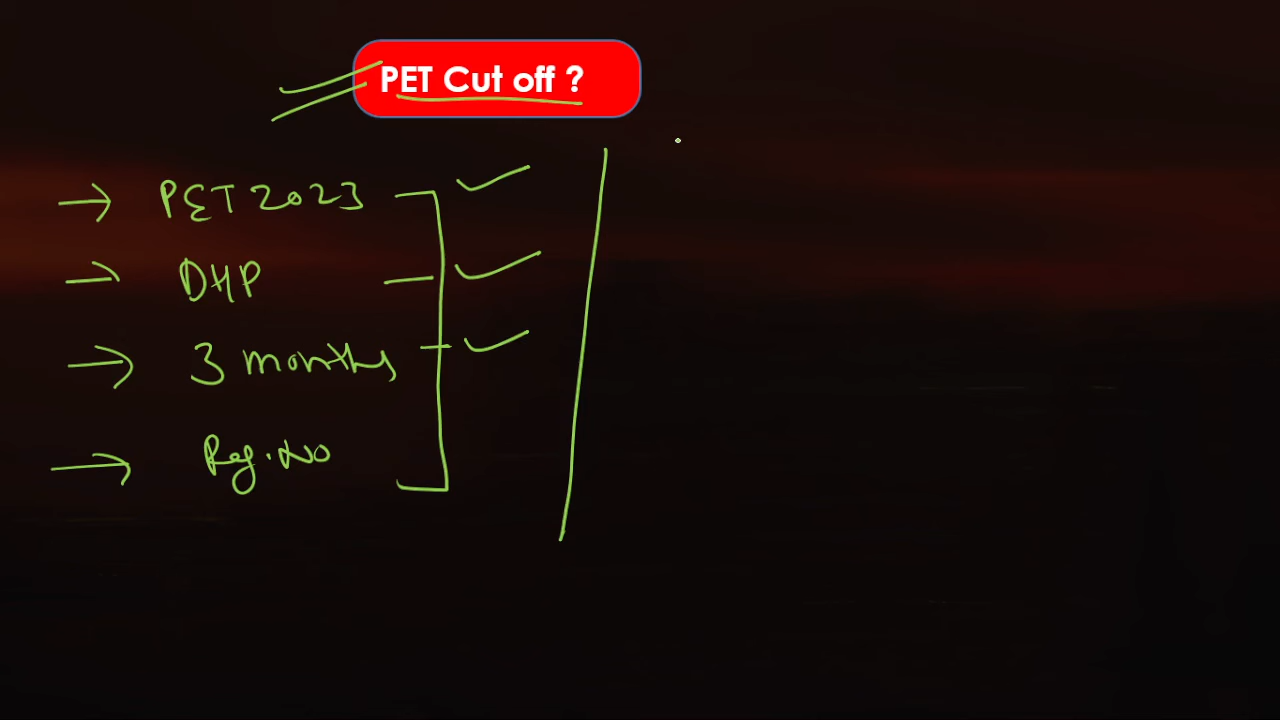 PET Cut off ?
PET 2023
DHP
3 months
Reg. No